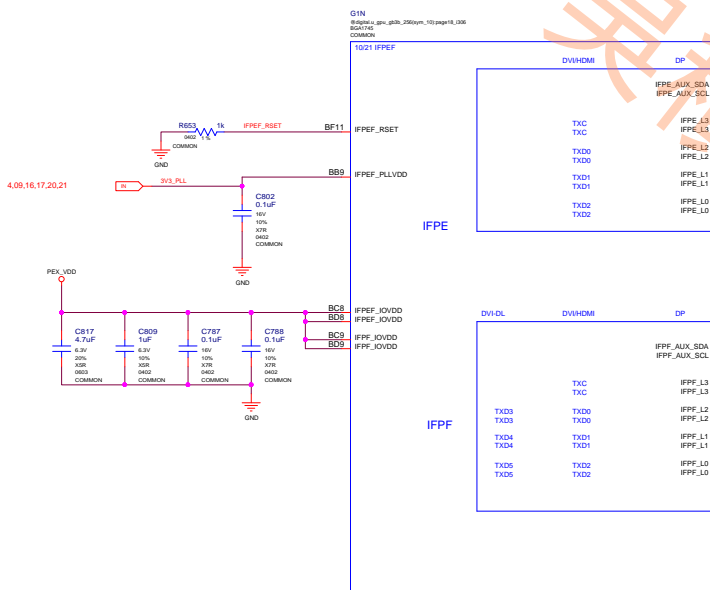 G1N
@digital.u_gpu_gb3b_256(sym_10):page18_i306
BGA1745
COMMON
10/21 IFPEF
DVI/HDMI DP
IFPE_AUX_SDA
IFPE_AUX_SCL
R653 1k IFPEF_RSET BF11 IFPEF_RSET
0402 1 %
COMMON
GND
TXC IFPE_L3
TXC IFPE_L3
TXD0 IFPE_L2
TXD0 IFPE_L2
4,09,16,17,20,21 IN 3V3_PLL BB9 IFPEF_PLLVDD
TXD1 IFPE_L1
TXD1 IFPE_L1
TXD2 IFPE_L0
TXD2 IFPE_L0
C802
0.1uF
16V
10%
X7R
0402
COMMON
GND
IFPE
PEX_VDD
BC8 IFPEF_IOVDD
BD8 IFPEF_IOVDD
BC9 IFPF_IOVDD
BD9 IFPF_IOVDD
C817 C809 C787 C788
4.7uF 1uF 0.1uF 0.1uF
6.3V 6.3V 16V 16V
20% 10% 10% 10%
X5R X5R X7R X7R
0603 0402 0402 0402
COMMON COMMON COMMON COMMON
GND
DVI-DL DVI/HDMI DP
IFPF_AUX_SDA
IFPF_AUX_SCL
TXC IFPF_L3
TXC IFPF_L3
IFPF
TXD3 TXD0 IFPF_L2
TXD3 TXD0 IFPF_L2
TXD4 TXD1 IFPF_L1
TXD4 TXD1 IFPF_L1
TXD5 TXD2 IFPF_L0
TXD5 TXD2 IFPF_L0